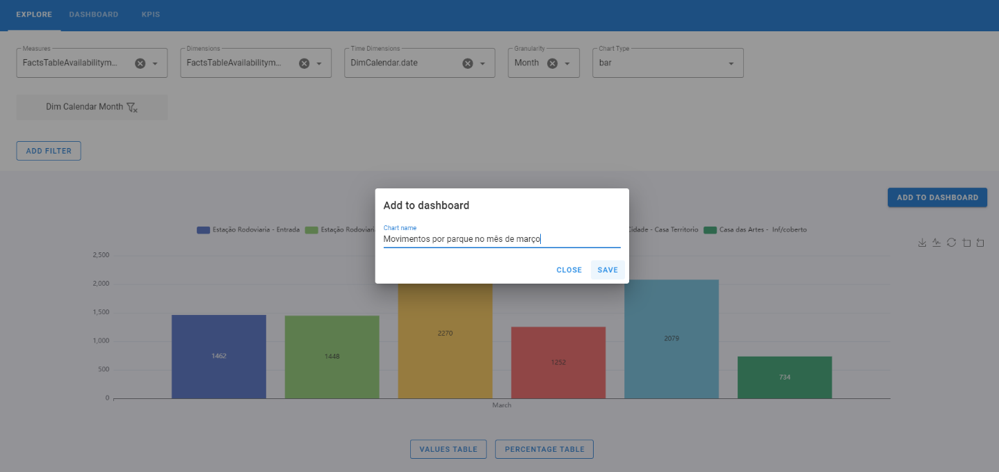 EXPLORE DASHBOARD KPIS
Measures Dimensions Time Dimensions Granularity Chart Type
FactsTableAvailabilitym... FactsTableAvailabilitym... DimCalendar.date Month bar
Dim Calendar Month
ADD FILTER
ADD TO DASHBOARD
Add to dashboard
Chart name
Movimentos por parque no mês de março
CLOSE SAVE
Estação Rodoviaria - Entrada Estação Cidade - Casa Territorio Casa das Artes - Inf/coberto
2,500
2,000
1,500
1,000
500
0
1462
1448
2270
1252
2079
734
March
VALUES TABLE PERCENTAGE TABLE